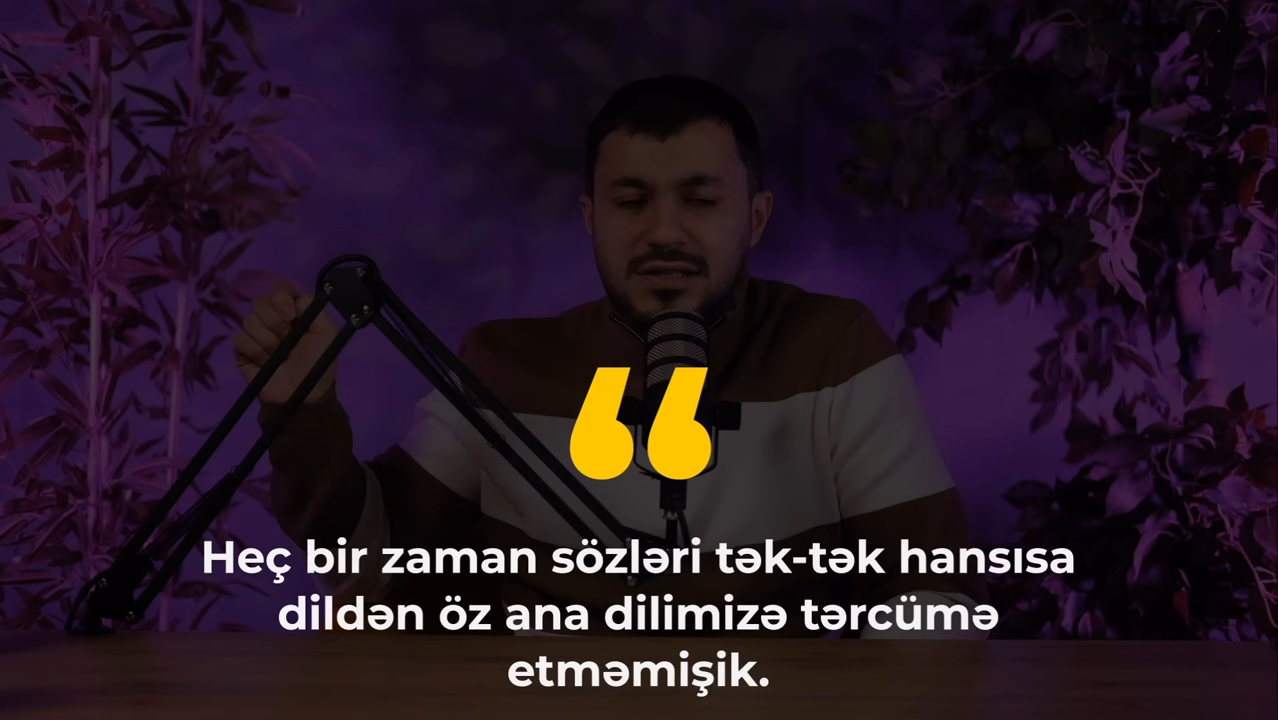 “
Heç bir zaman sözləri tək-tək hansısa
dildən öz ana dilimizə tərcümə
etməmişik.